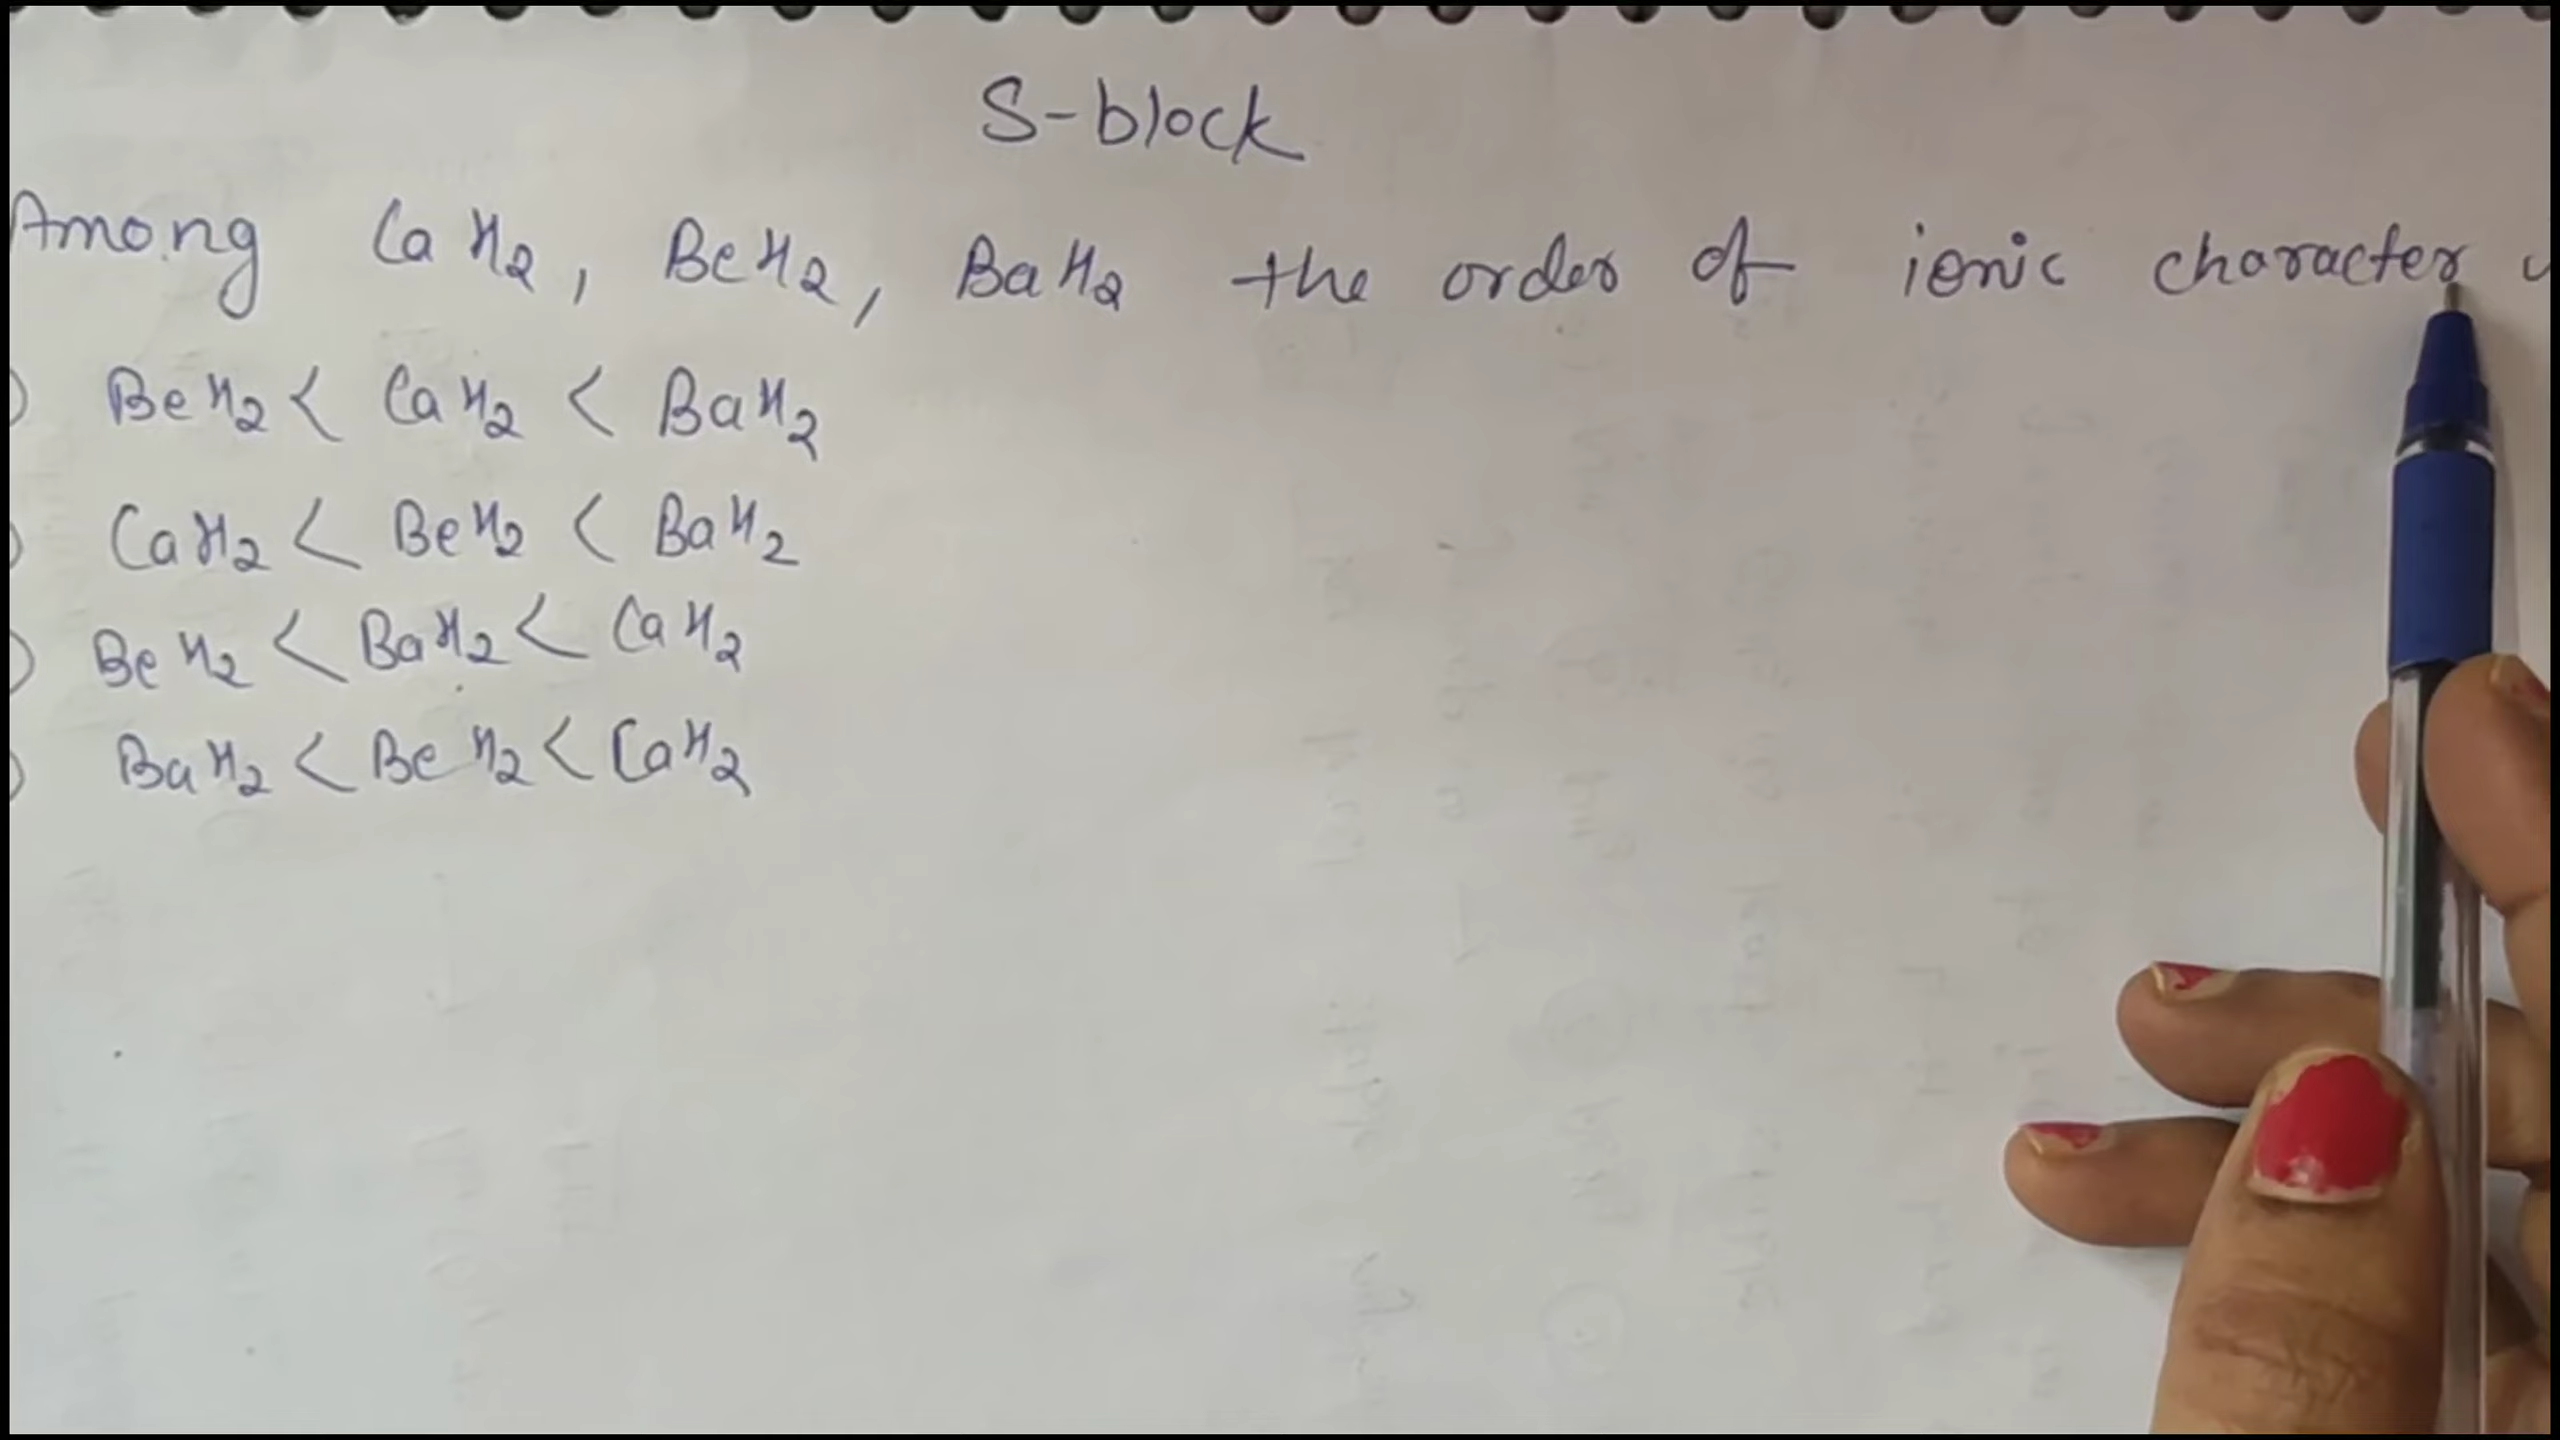 S-block
Among CaH2, BeH2, BaH2 the order of ionic character
) BeH2 < CaH2 < BaH2
) CaH2 < BeH2 < BaH2
) BeH2 < BaH2 < CaH2
) BaH2 < BeH2 < CaH2